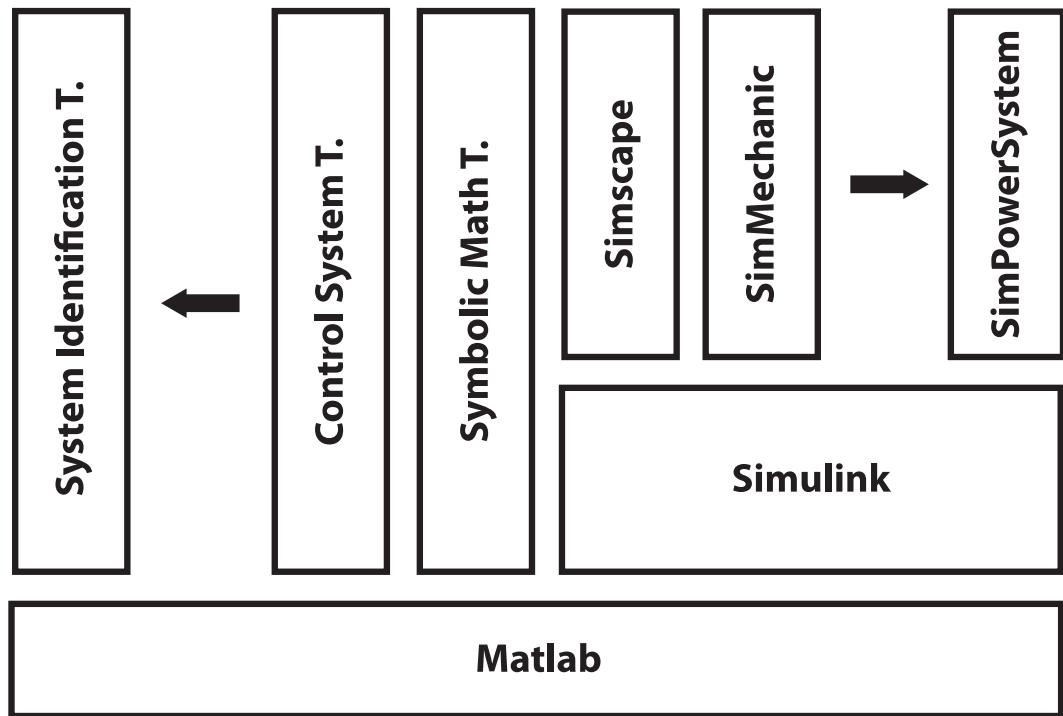 System Identification T.
Control System T.
Symbolic Math T.
Simscape
SimMechanic
SimPowerSystem
Simulink
Matlab